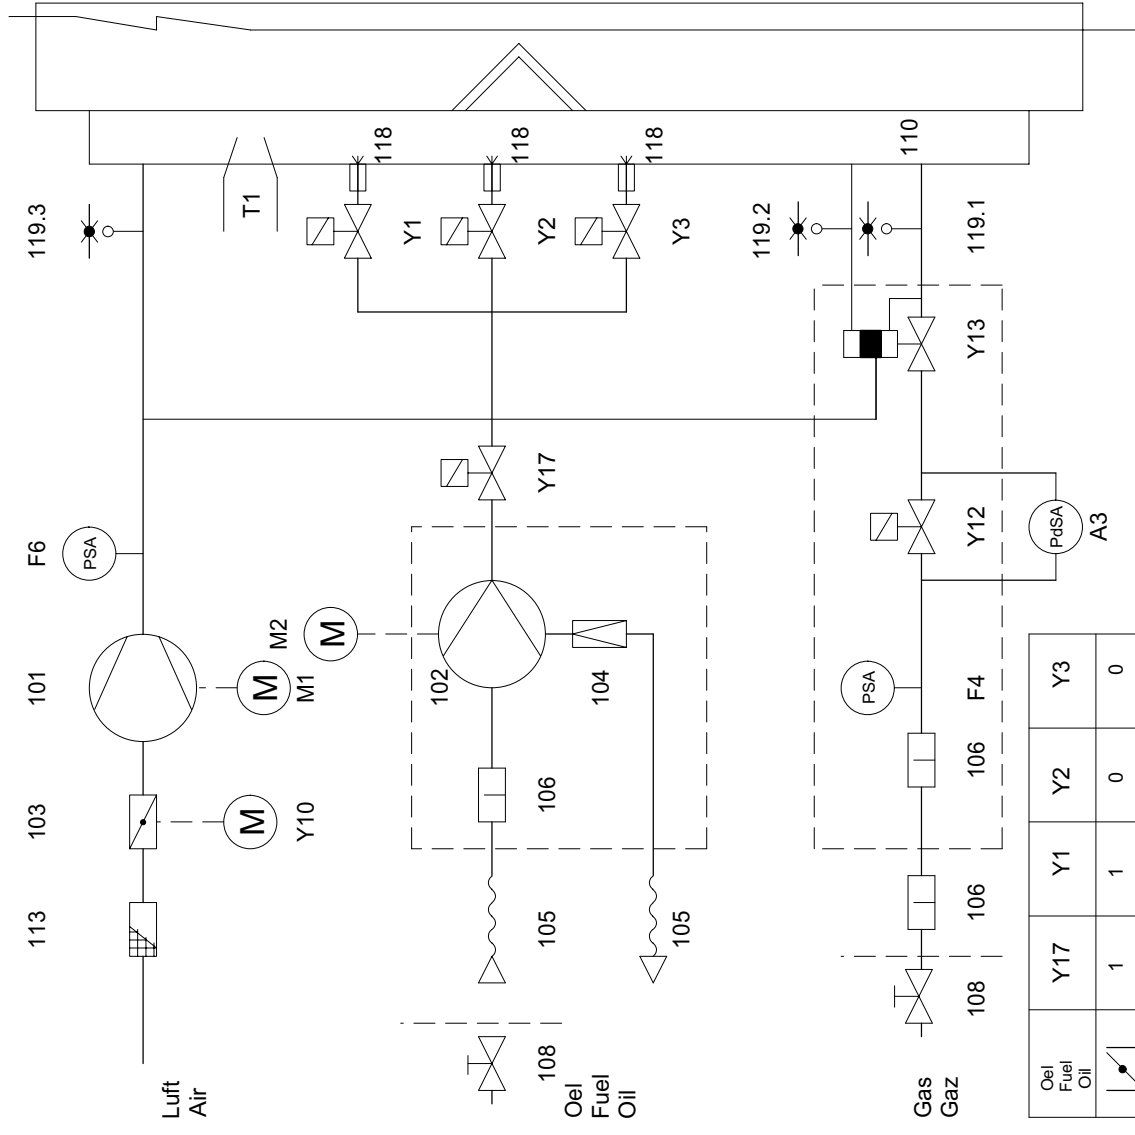 119.3
F6
PSA
101
103
113
M
M1
M
Y10
Luft
Air
T1
118
118
118
Y1
Y2
Y3
Y17
M2
M
102
104
106
105
105
108
Oel
Fuel
Oil
110
119.2
119.1
Y13
Y12
PdSA
A3
PSA
F4
106
106
108
Gas
Gaz
Oel
Fuel
Oil
Y17
Y1
Y2
Y3
1
1
0
0